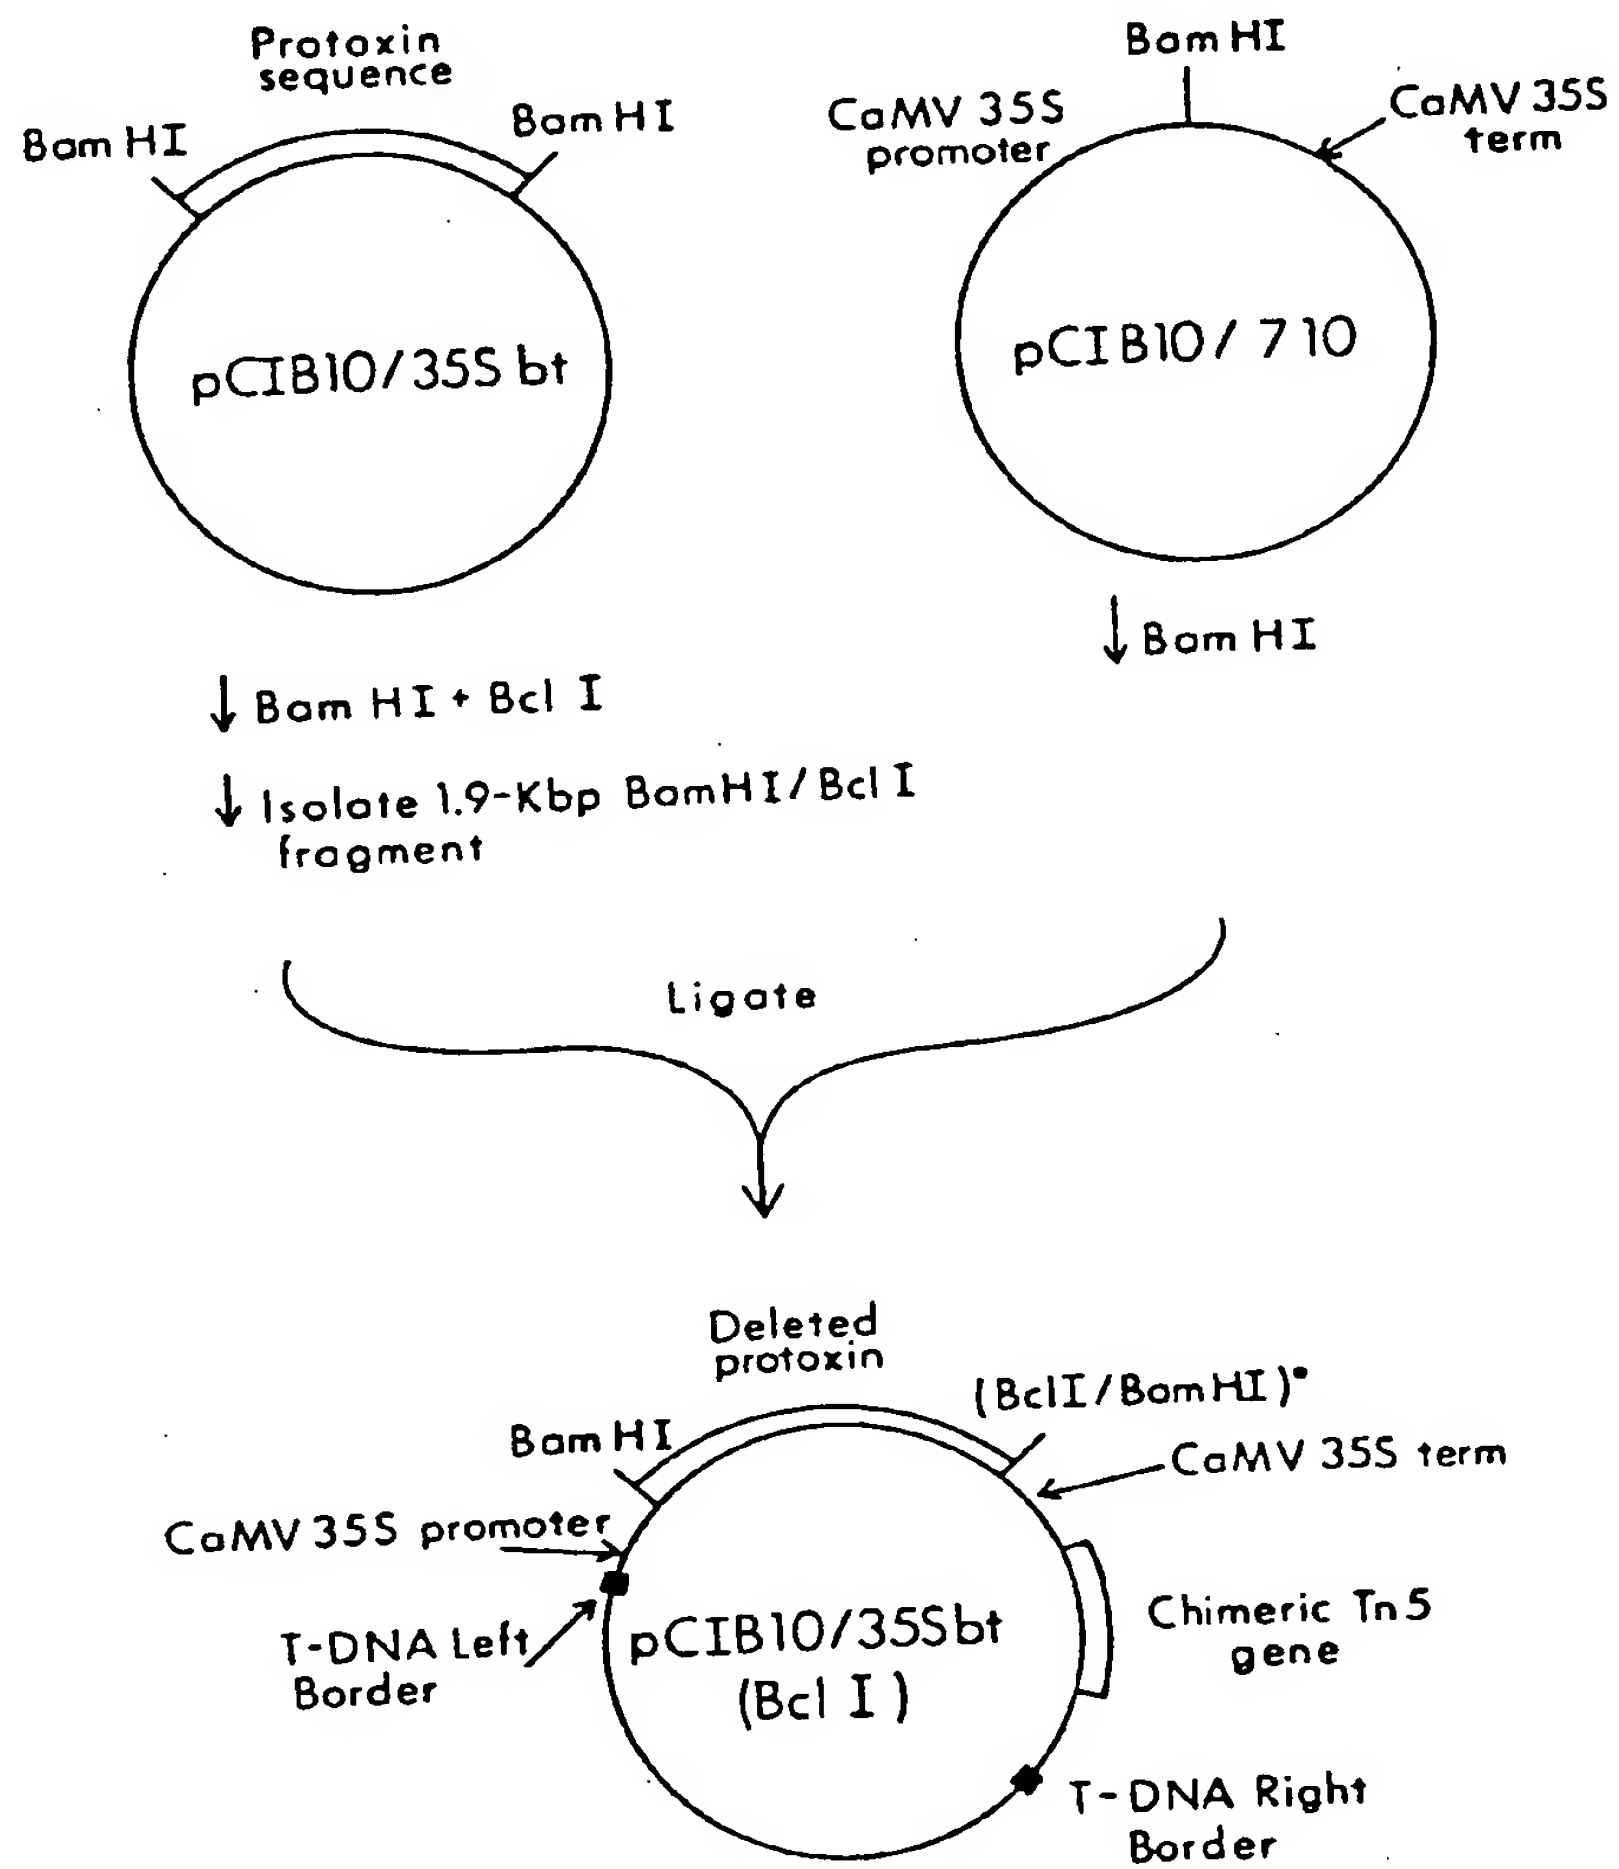 Protoxin
sequence
Bam HI
Bam HI
pCIB10/35S bt
Bam HI
CaMV 35S
promoter
CaMV 35S
term
pCIB10/710
↓ Bam HI
↓ Bam HI + Bcl I
↓ Isolate 1.9-Kbp BamHI/Bcl I
fragment
Ligate
Deleted
protoxin
Bam HI
(BclI/BamHI)•
CaMV 35S term
CaMV 35S promoter
T-DNA Left
Border
pCIB10/35Sbt
(Bcl I)
Chimeric Tn5
gene
T-DNA Right
Border